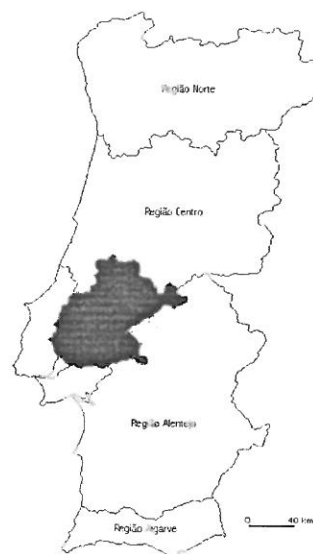 Região Norte
Região Centro
Região Alentejo
Região Algarve
0 40 km